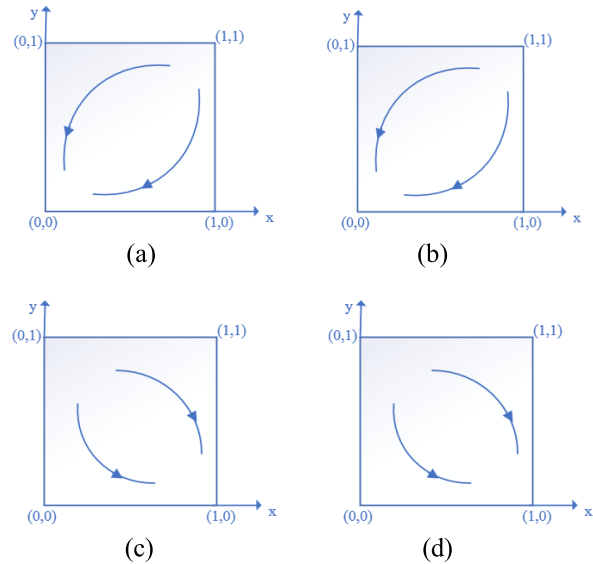 y
(0,1)
(1,1)
(0,0)
(1,0)
x
(a)
y
(0,1)
(1,1)
(0,0)
(1,0)
x
(b)
y
(0,1)
(1,1)
(0,0)
(1,0)
x
(c)
y
(0,1)
(1,1)
(0,0)
(1,0)
x
(d)